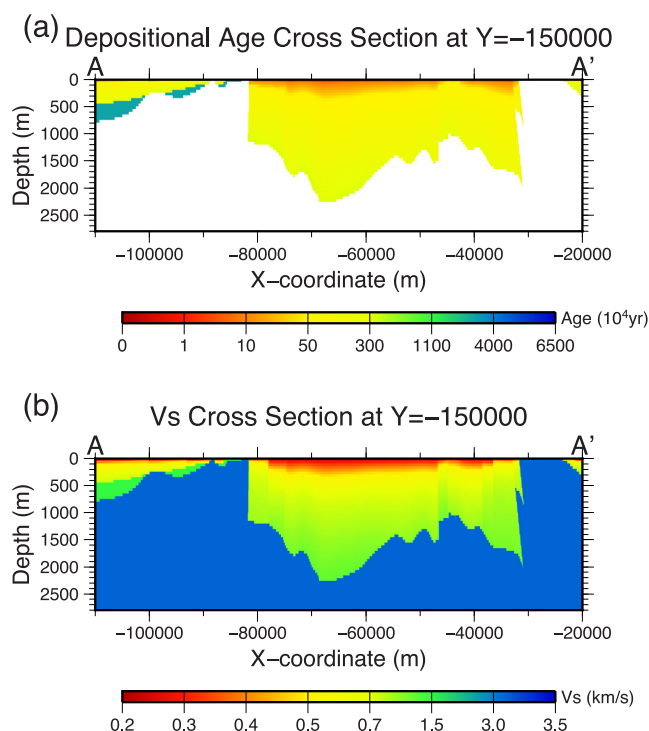 (a) Depositional Age Cross Section at Y=−150000
A A’
0
500
1000
1500
2000
2500
Depth (m)
−100000 −80000 −60000 −40000 −20000
X−coordinate (m)
Age (10⁴yr)
0 1 10 50 300 1100 4000 6500
(b) Vs Cross Section at Y=−150000
A A’
0
500
1000
1500
2000
2500
Depth (m)
−100000 −80000 −60000 −40000 −20000
X−coordinate (m)
Vs (km/s)
0.2 0.3 0.4 0.5 0.7 1.5 3.0 3.5